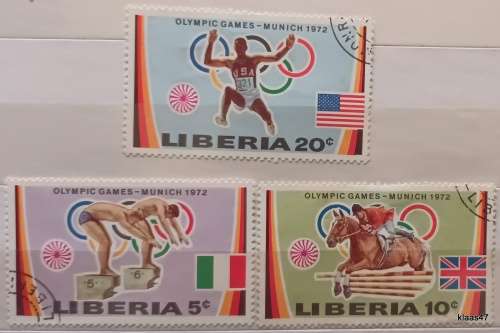 OLYMPIC GAMES – MUNICH 1972
USA
LIBERIA 20¢
OLYMPIC GAMES – MUNICH 1972
5
6
LIBERIA 5¢
OLYMPIC GAMES – MUNICH 1972
LIBERIA 10¢
klaas47